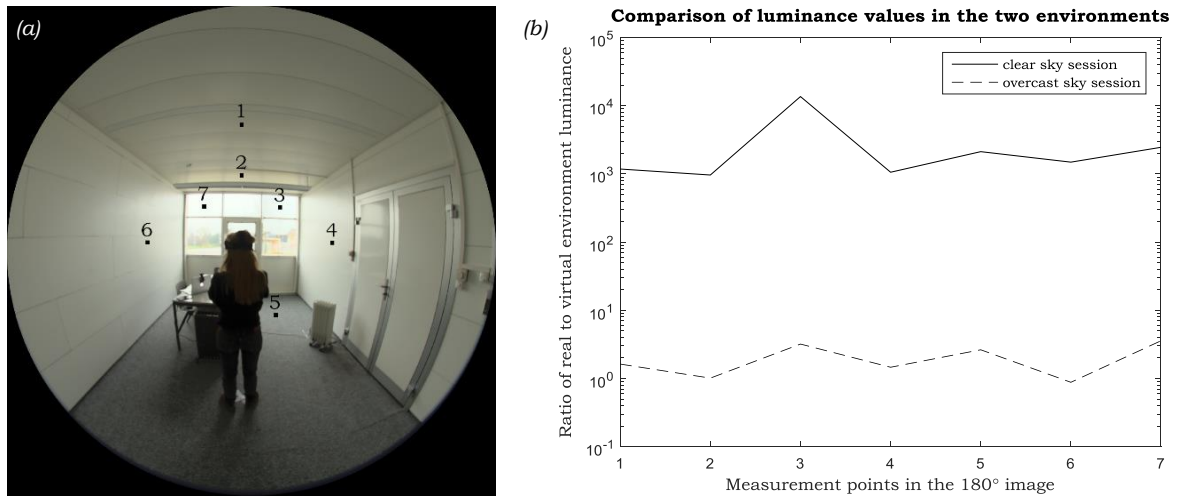 (a)
1
2
7 3
6 4
5
(b)
Comparison of luminance values in the two environments
Ratio of real to virtual environment luminance
10^5
10^4
10^3
10^2
10^1
10^0
10^-1
clear sky session
overcast sky session
1 2 3 4 5 6 7
Measurement points in the 180° image